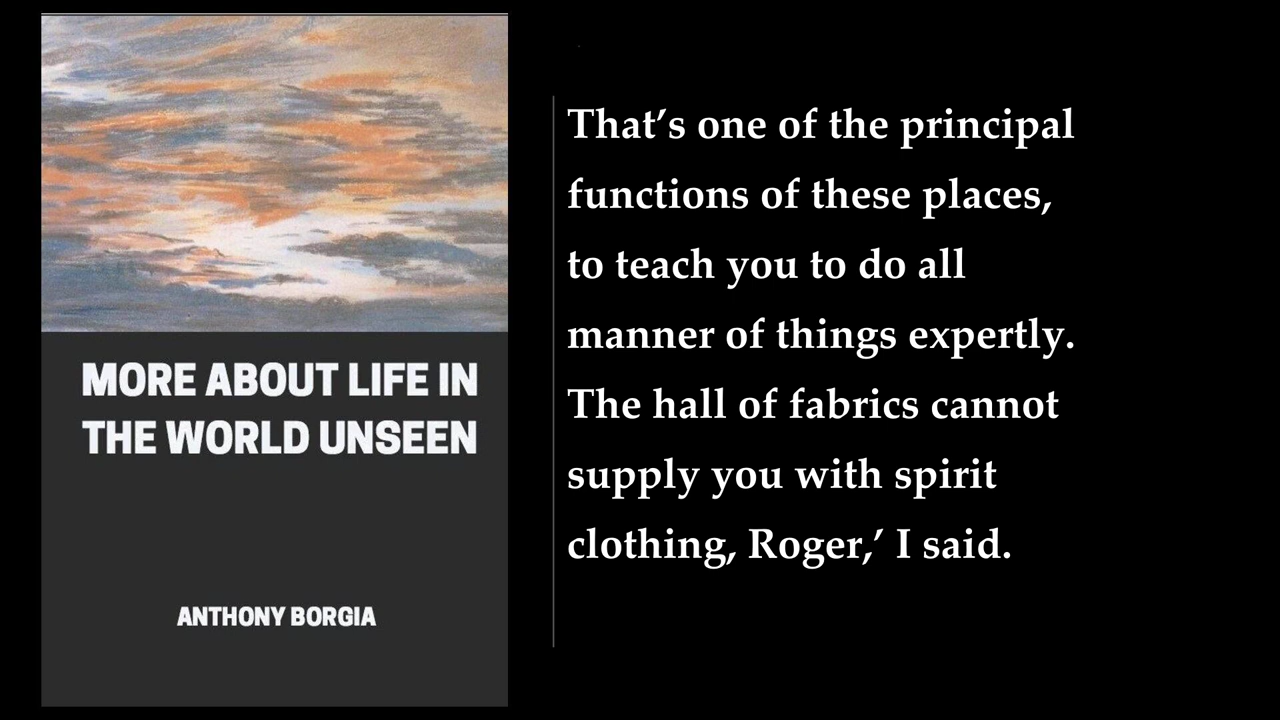 MORE ABOUT LIFE IN
THE WORLD UNSEEN
ANTHONY BORGIA
That’s one of the principal
functions of these places,
to teach you to do all
manner of things expertly.
The hall of fabrics cannot
supply you with spirit
clothing, Roger,’ I said.